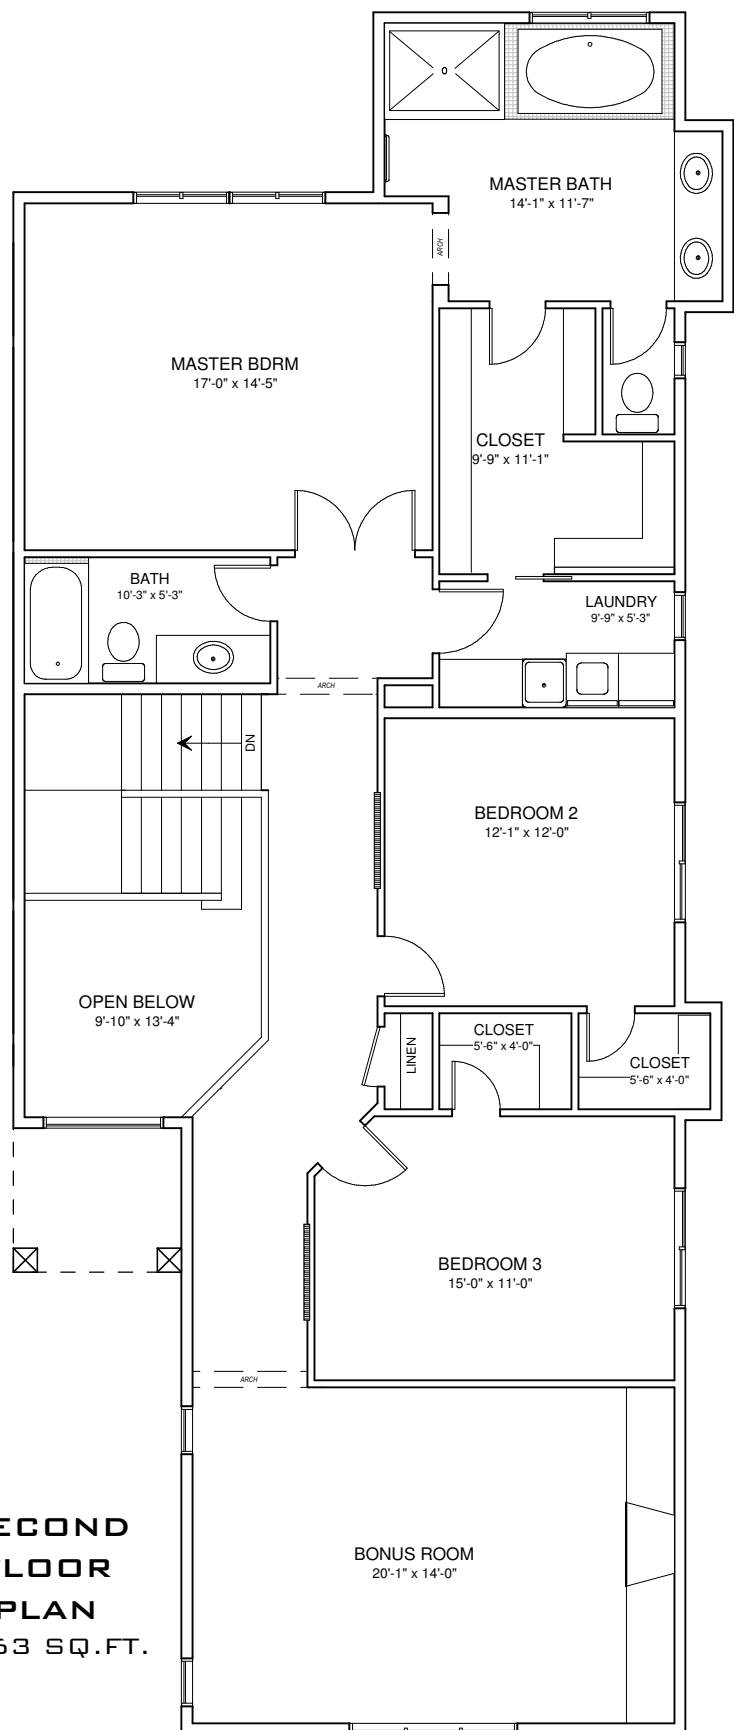 MASTER BATH
14'-1" x 11'-7"
ARCH
MASTER BDRM
17'-0" x 14'-5"
CLOSET
9'-9" x 11'-1"
BATH
10'-3" x 5'-3"
LAUNDRY
9'-9" x 5'-3"
ARCH
DN
BEDROOM 2
12'-1" x 12'-0"
OPEN BELOW
9'-10" x 13'-4"
LINEN
CLOSET
5'-6" x 4'-0"
CLOSET
5'-6" x 4'-0"
BEDROOM 3
15'-0" x 11'-0"
ARCH
BONUS ROOM
20'-1" x 14'-0"
ECOND
LOOR
PLAN
63 SQ.FT.